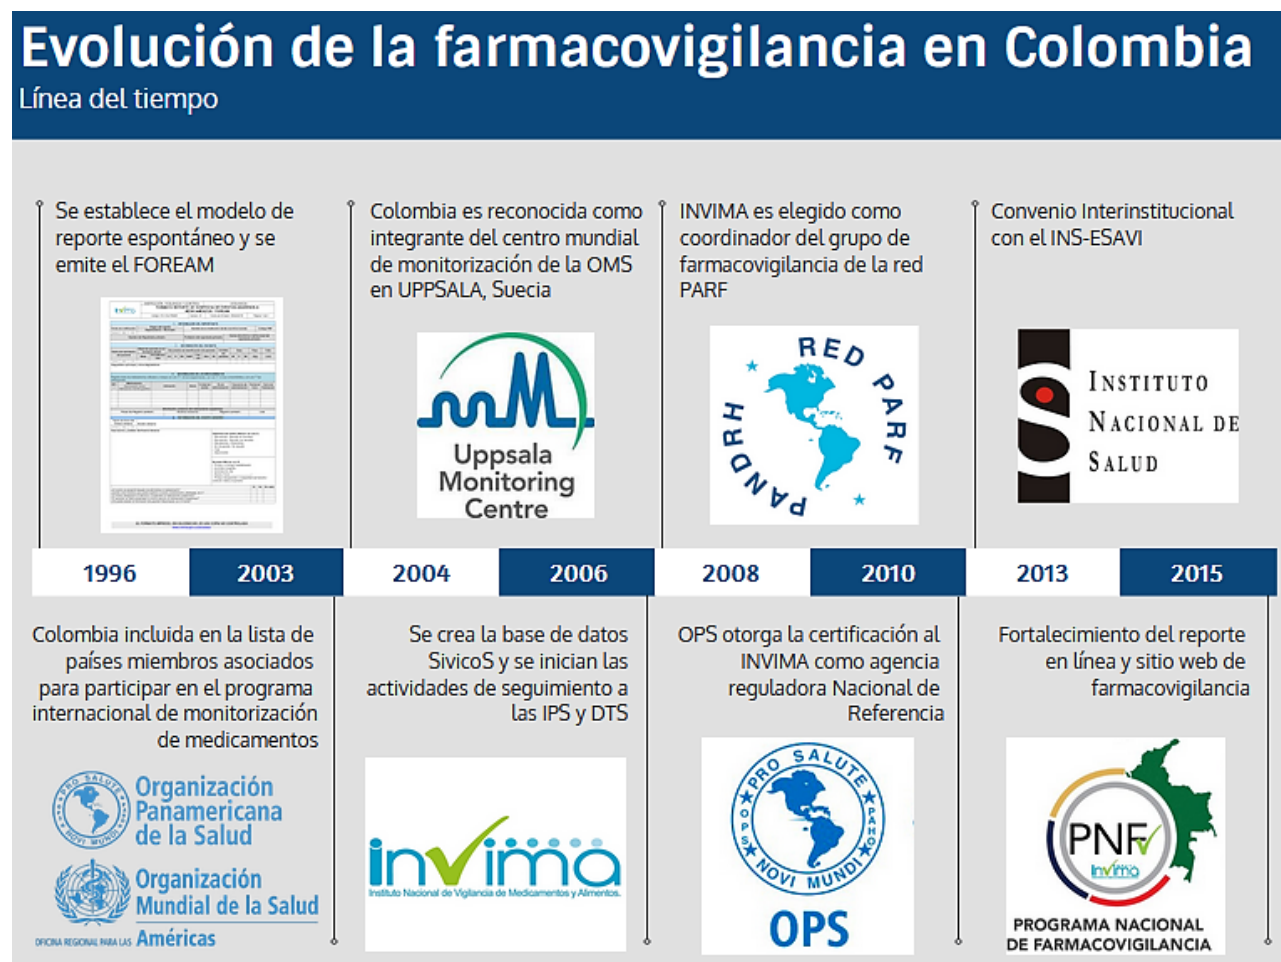 Evolución de la farmacovigilancia en Colombia
Línea del tiempo
Se establece el modelo de
reporte espontáneo y se
emite el FOREAM
Colombia es reconocida como
integrante del centro mundial
de monitorización de la OMS
en UPPSALA, Suecia
Uppsala
Monitoring
Centre
INVIMA es elegido como
coordinador del grupo de
farmacovigilancia de la red
PARF
RED PARF
PANDRH
Convenio Interinstitucional
con el INS-ESAVI
INSTITUTO
NACIONAL DE
SALUD
1996
2003
2004
2006
2008
2010
2013
2015
Colombia incluida en la lista de
países miembros asociados
para participar en el programa
internacional de monitorización
de medicamentos
PRO SALUTE
NOVI MUNDI
Organización
Panamericana
de la Salud
Organización
Mundial de la Salud
OFICINA REGIONAL PARA LAS Américas
Se crea la base de datos
SivicoS y se inician las
actividades de seguimiento a
las IPS y DTS
invima
Instituto Nacional de Vigilancia de Medicamentos y Alimentos.
OPS otorga la certificación al
INVIMA como agencia
reguladora Nacional de
Referencia
PRO SALUTE
OPS
PAHO
NOVI MUNDI
OPS
Fortalecimiento del reporte
en línea y sitio web de
farmacovigilancia
PNFV
invima
PROGRAMA NACIONAL
DE FARMACOVIGILANCIA